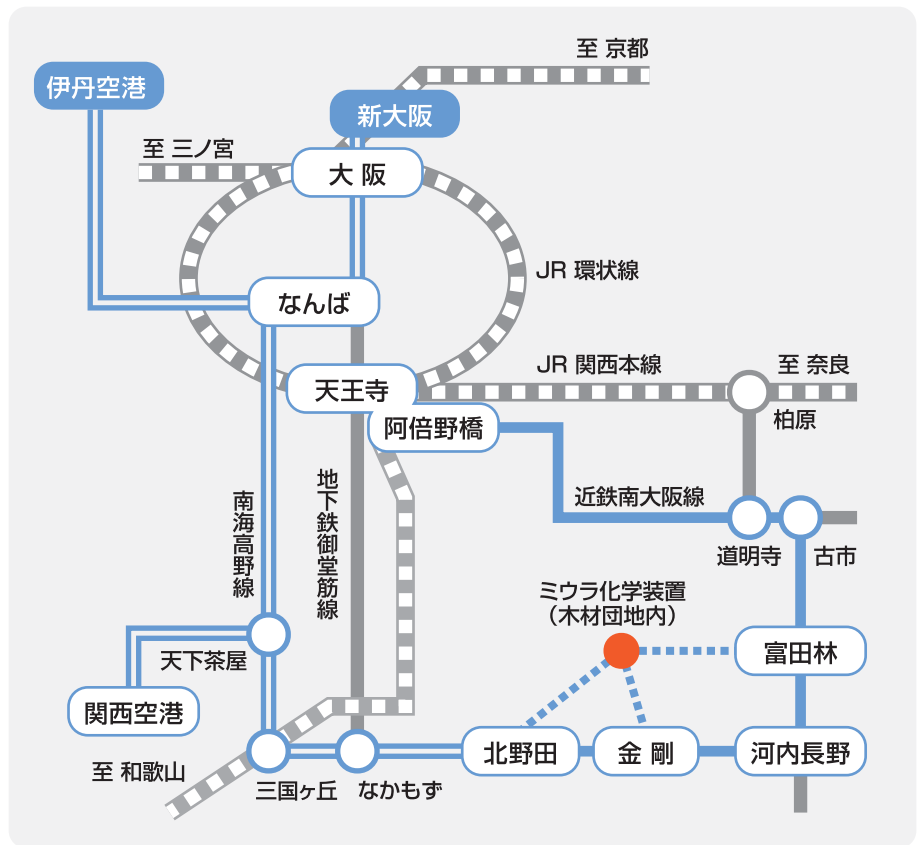 至 京都
伊丹空港
新大阪
至 三ノ宮
大 阪
JR 環状線
なんば
JR 関西本線
至 奈良
天王寺
柏原
阿倍野橋
近鉄南大阪線
南海高野線
地下鉄御堂筋線
道明寺
古市
ミウラ化学装置
（木材団地内）
天下茶屋
富田林
関西空港
北野田
金 剛
河内長野
至 和歌山
三国ヶ丘
なかもず